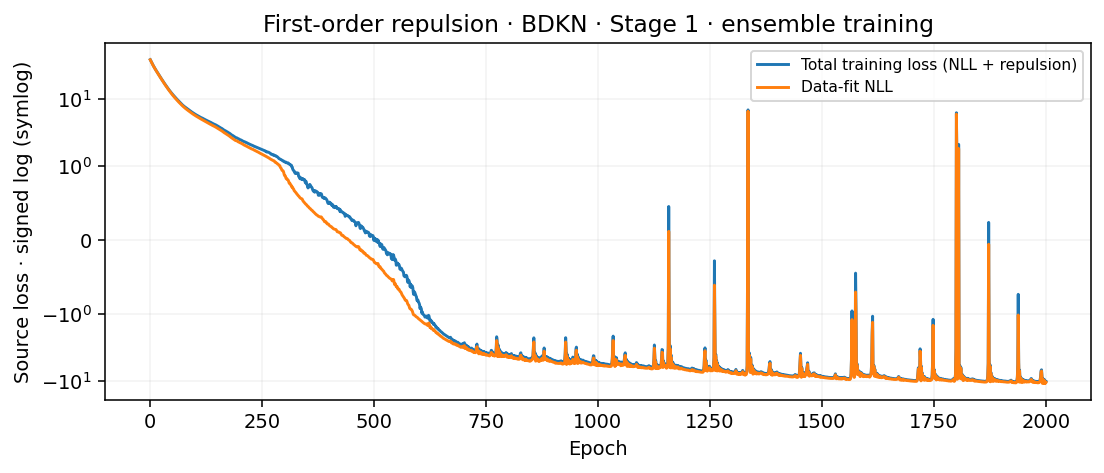 First-order repulsion · BDKN · Stage 1 · ensemble training
Total training loss (NLL + repulsion)
Data-fit NLL
Source loss · signed log (symlog)
10¹
10⁰
0
−10⁰
−10¹
0 250 500 750 1000 1250 1500 1750 2000
Epoch